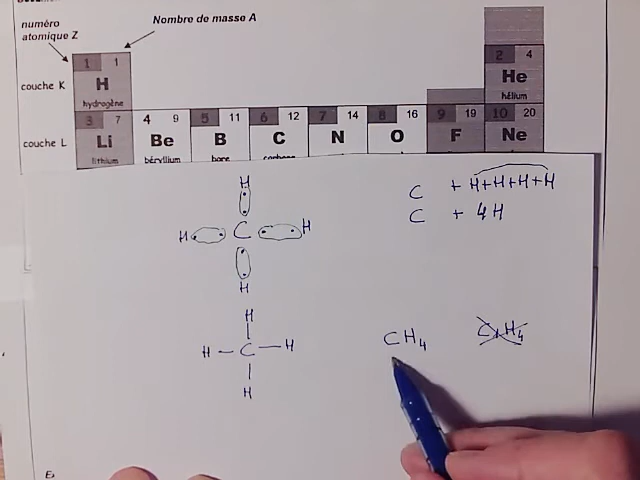 numéro
atomique Z
Nombre de masse A
couche K
1 1
H
hydrogène
2 4
He
hélium
couche L
3 7
Li
lithium
4 9
Be
béryllium
5 11
B
bore
6 12
C
carbone
7 14
N
8 16
O
9 19
F
10 20
Ne
H
H C H
H
C + H+H+H+H
C + 4H
H
H - C - H
H
CH4
C1H4